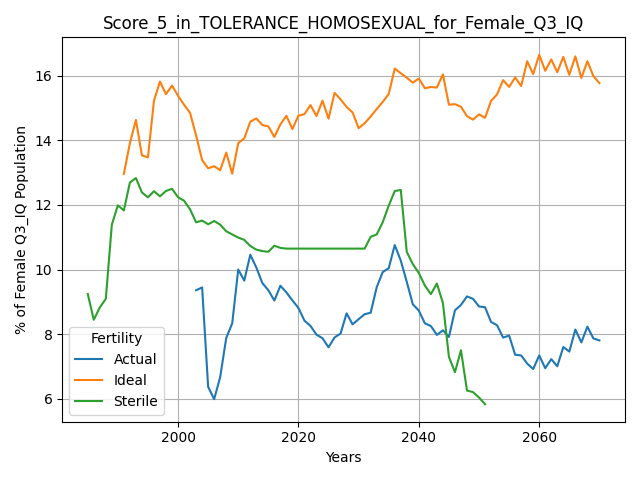 Score_5_in_TOLERANCE_HOMOSEXUAL_for_Female_Q3_IQ
% of Female Q3_IQ Population
16
14
12
10
8
6
Fertility
Actual
Ideal
Sterile
2000 2020 2040 2060
Years